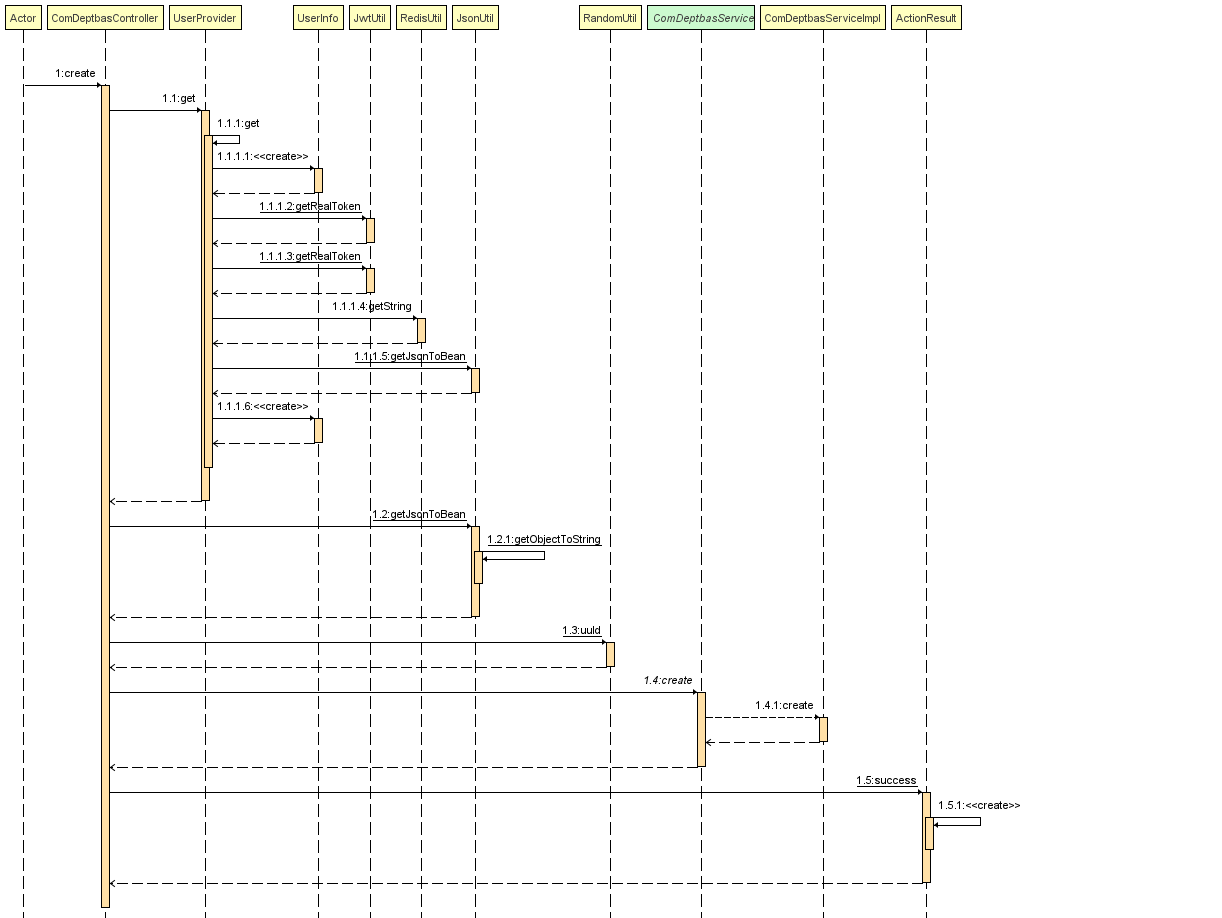 Actor
ComDeptbasController
UserProvider
UserInfo
JwtUtil
RedisUtil
JsonUtil
RandomUtil
ComDeptbasService
ComDeptbasServiceImpl
ActionResult
1:create
1.1:get
1.1.1:get
1.1.1.1:<<create>>
1.1.1.2:getRealToken
1.1.1.3:getRealToken
1.1.1.4:getString
1.1.1.5:getJsonToBean
1.1.1.6:<<create>>
1.2:getJsonToBean
1.2.1:getObjectToString
1.3:uuId
1.4:create
1.4.1:create
1.5:success
1.5.1:<<create>>